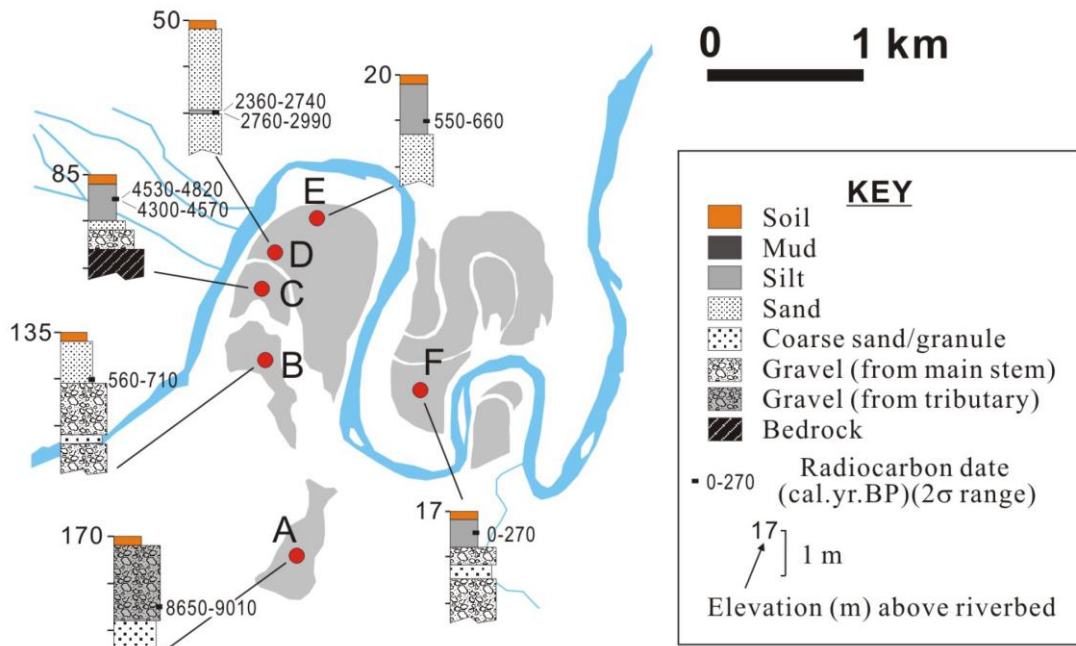 50
2360-2740
2760-2990
20
550-660
85
4530-4820
4300-4570
135
560-710
170
8650-9010
17
0-270
A
B
C
D
E
F
0 1 km
KEY
Soil
Mud
Silt
Sand
Coarse sand/granule
Gravel (from main stem)
Gravel (from tributary)
Bedrock
0-270 Radiocarbon date
(cal.yr.BP)(2σ range)
17
1 m
Elevation (m) above riverbed